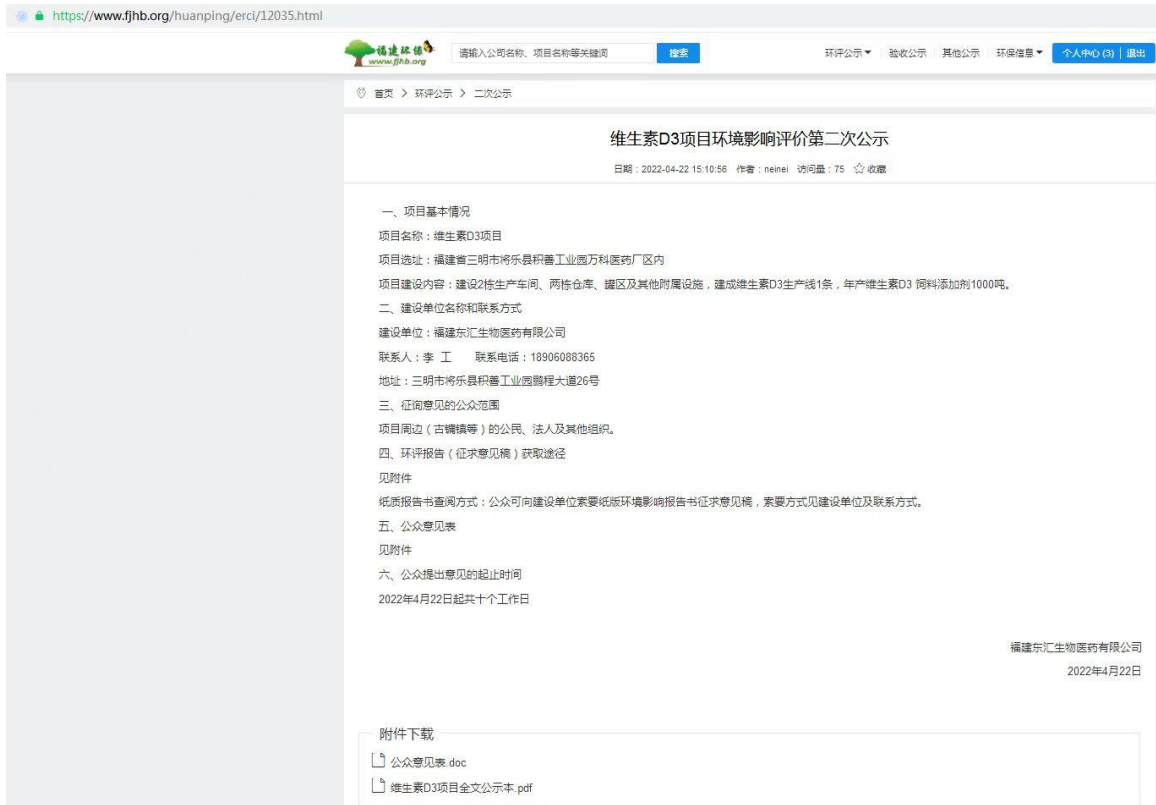 https://www.fjhb.org/huanping/erci/12035.html
福建环保
www.fjhb.org
请输入公司名称、项目名称等关键词
搜索
环评公示
验收公示
其他公示
环保信息
个人中心 (3) | 退出
首页 > 环评公示 > 二次公示
维生素D3项目环境影响评价第二次公示
日期：2022-04-22 15:10:56 作者：neinei 访问量：75 收藏
一、项目基本情况
项目名称：维生素D3项目
项目选址：福建省三明市将乐县积善工业园万科医药厂区内
项目建设内容：建设2栋生产车间、两栋仓库、罐区及其他附属设施，建成维生素D3生产线1条，年产维生素D3 饲料添加剂1000吨。
二、建设单位名称和联系方式
建设单位：福建东汇生物医药有限公司
联系人：李 工 联系电话：18906088365
地址：三明市将乐县积善工业园鹏程大道26号
三、征询意见的公众范围
项目周边（古镛镇等）的公民、法人及其他组织。
四、环评报告（征求意见稿）获取途径
见附件
纸质报告书查阅方式：公众可向建设单位索要纸版环境影响报告书征求意见稿，索要方式见建设单位及联系方式。
五、公众意见表
见附件
六、公众提出意见的起止时间
2022年4月22日起共十个工作日
福建东汇生物医药有限公司
2022年4月22日
附件下载
公众意见表.doc
维生素D3项目全文公示本.pdf